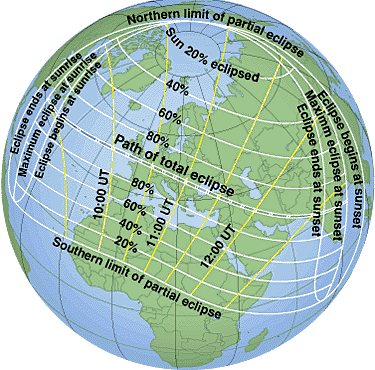 Northern limit of partial eclipse
Sun 20% eclipsed
40%
60%
80%
Eclipse ends at sunrise
Maximum eclipse at sunrise
Eclipse begins at sunrise
Path of total eclipse
Eclipse begins at sunset
Maximum eclipse at sunset
Eclipse ends at sunset
80%
60%
40%
20%
10:00 UT
11:00 UT
12:00 UT
Southern limit of partial eclipse